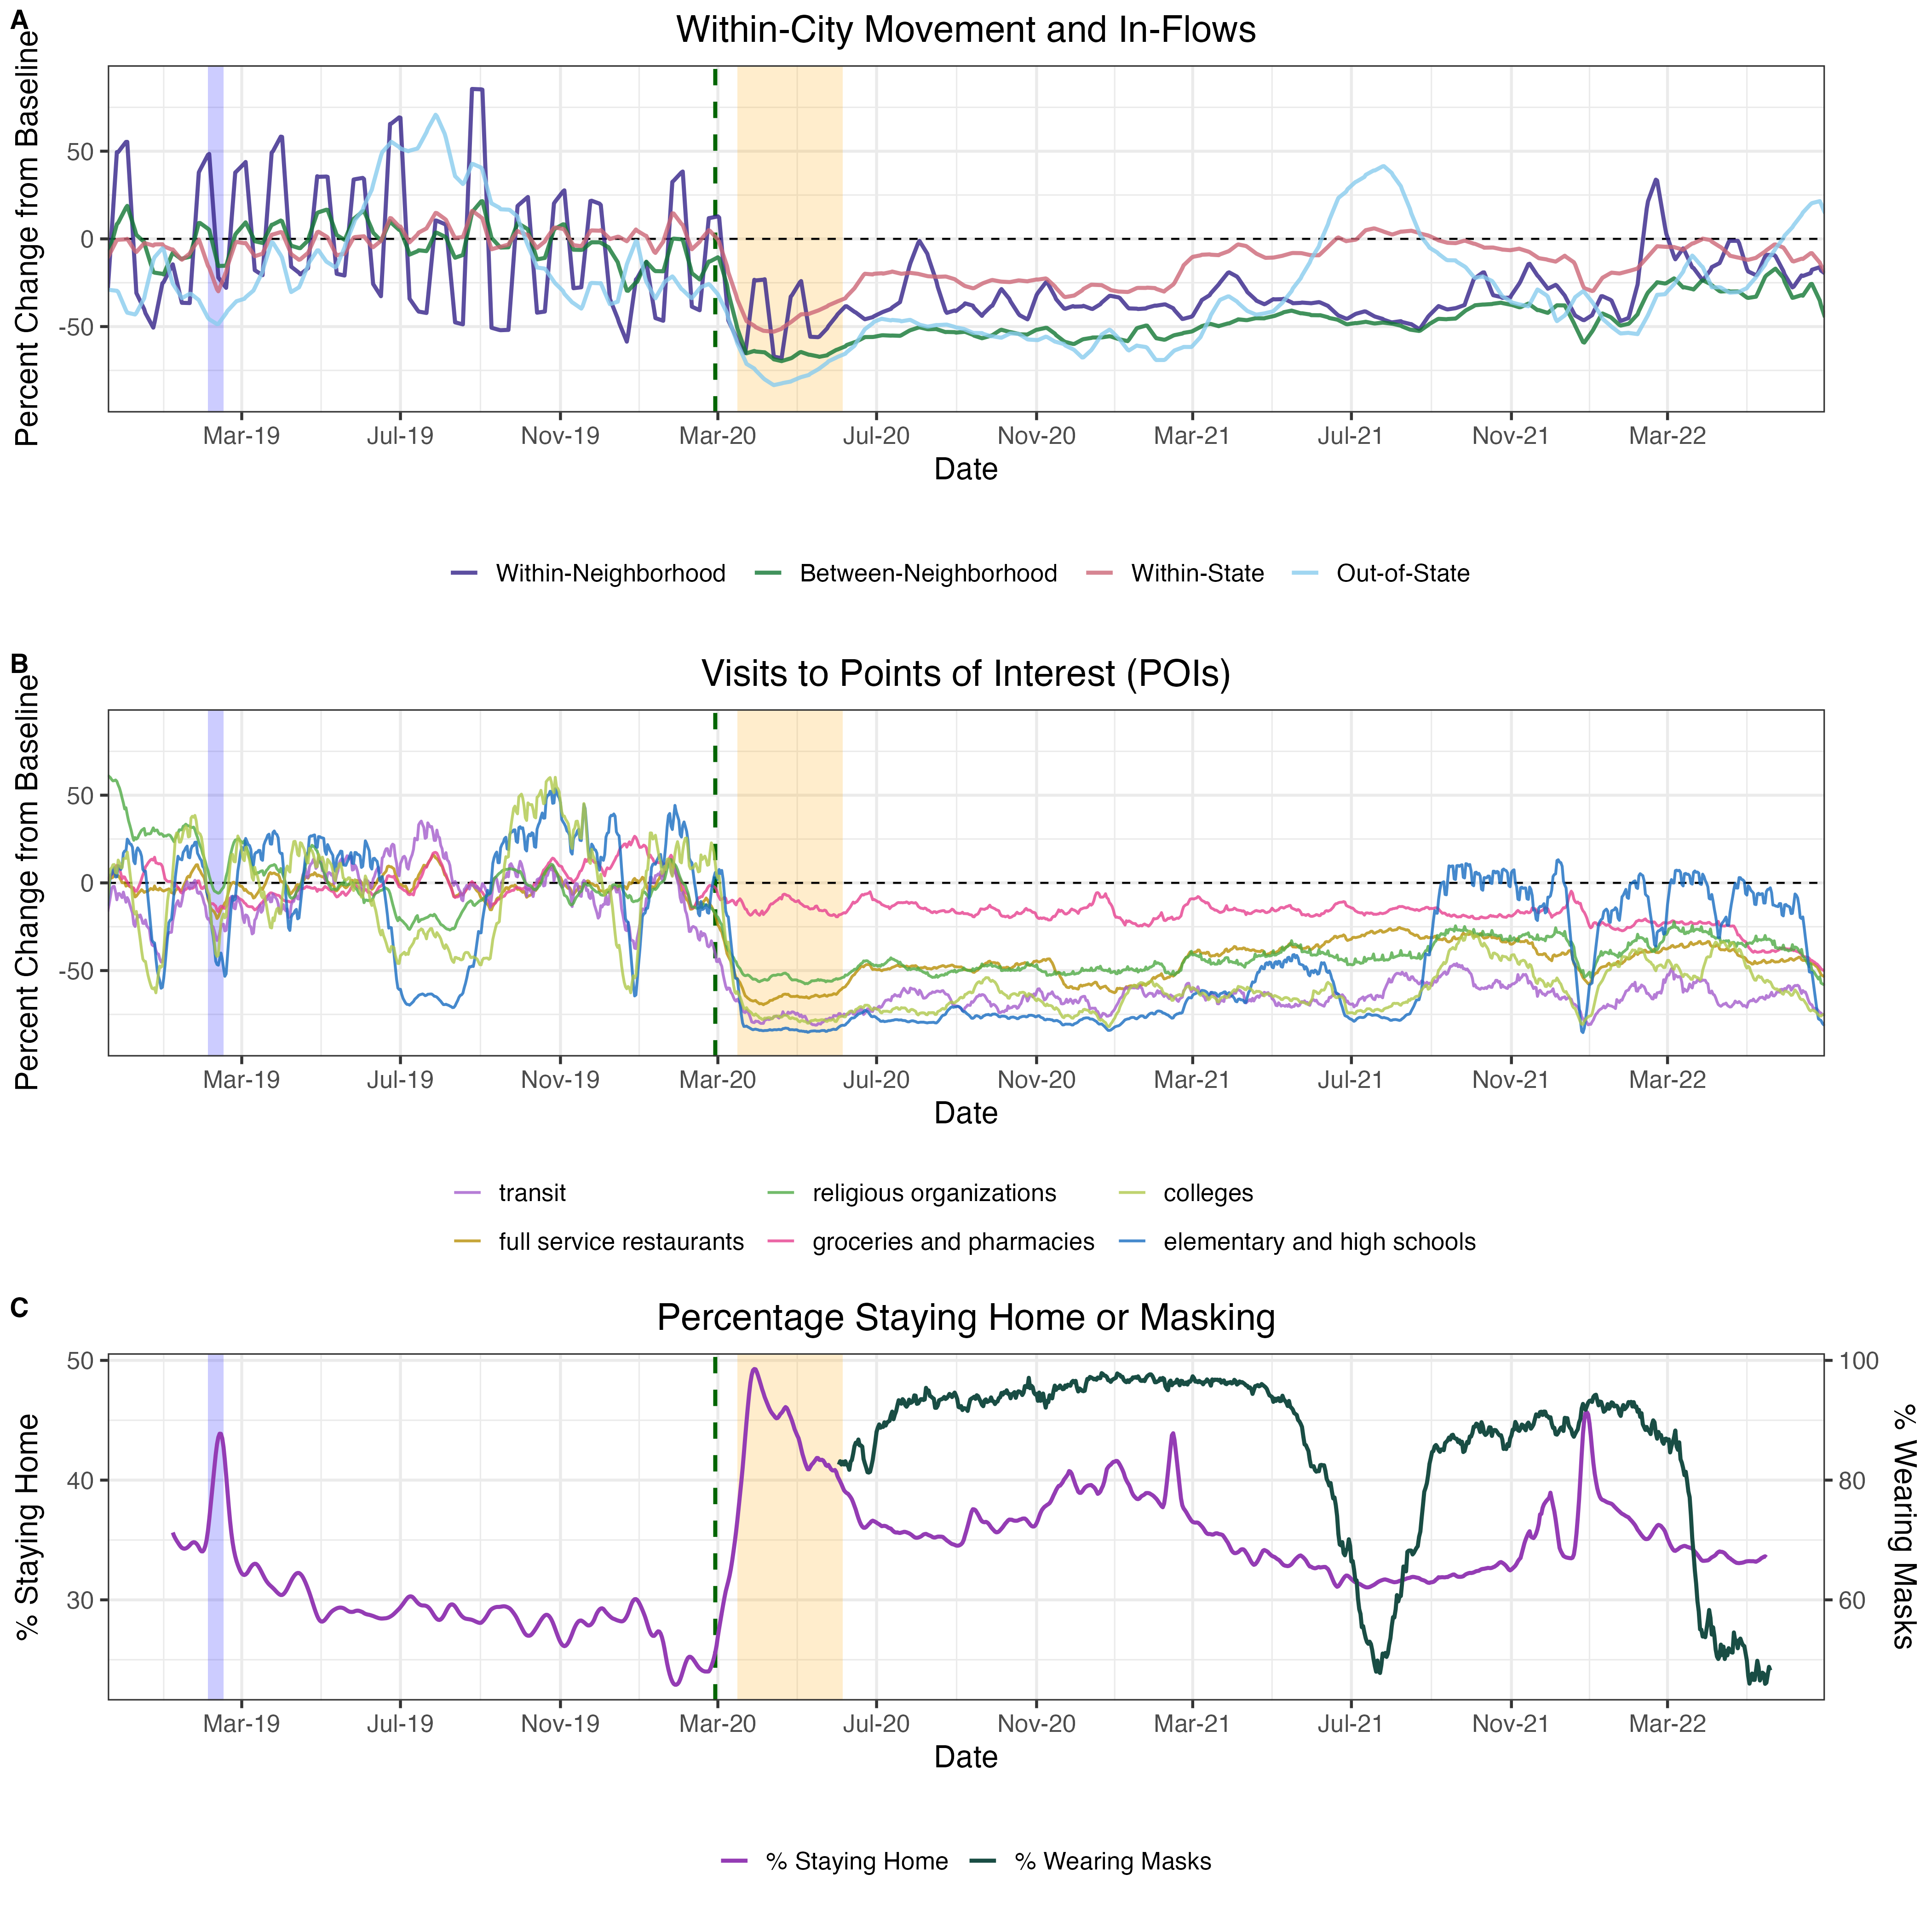 A
Within-City Movement and In-Flows
Percent Change from Baseline
50
0
-50
Mar-19 Jul-19 Nov-19 Mar-20 Jul-20 Nov-20 Mar-21 Jul-21 Nov-21 Mar-22
Date
Within-Neighborhood Between-Neighborhood Within-State Out-of-State
B
Visits to Points of Interest (POIs)
Percent Change from Baseline
50
0
-50
Mar-19 Jul-19 Nov-19 Mar-20 Jul-20 Nov-20 Mar-21 Jul-21 Nov-21 Mar-22
Date
transit religious organizations colleges
full service restaurants groceries and pharmacies elementary and high schools
C
Percentage Staying Home or Masking
% Staying Home
50
40
30
100
80
60
% Wearing Masks
Mar-19 Jul-19 Nov-19 Mar-20 Jul-20 Nov-20 Mar-21 Jul-21 Nov-21 Mar-22
Date
% Staying Home % Wearing Masks